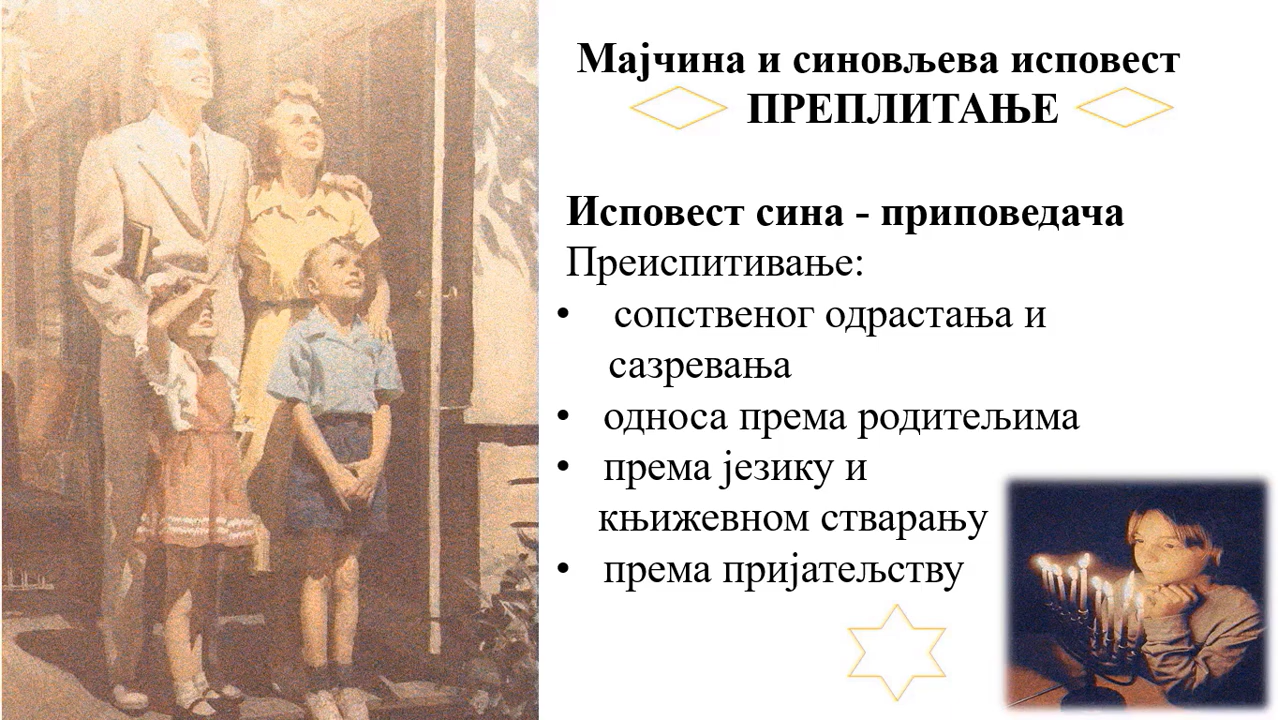 Мајчина и синовљева исповест
ПРЕПЛИТАЊЕ
Исповест сина - приповедача
Преиспитивање:
• сопственог одрастања и
сазревања
• односа према родитељима
• према језику и
књижевном стварању
• према пријатељству